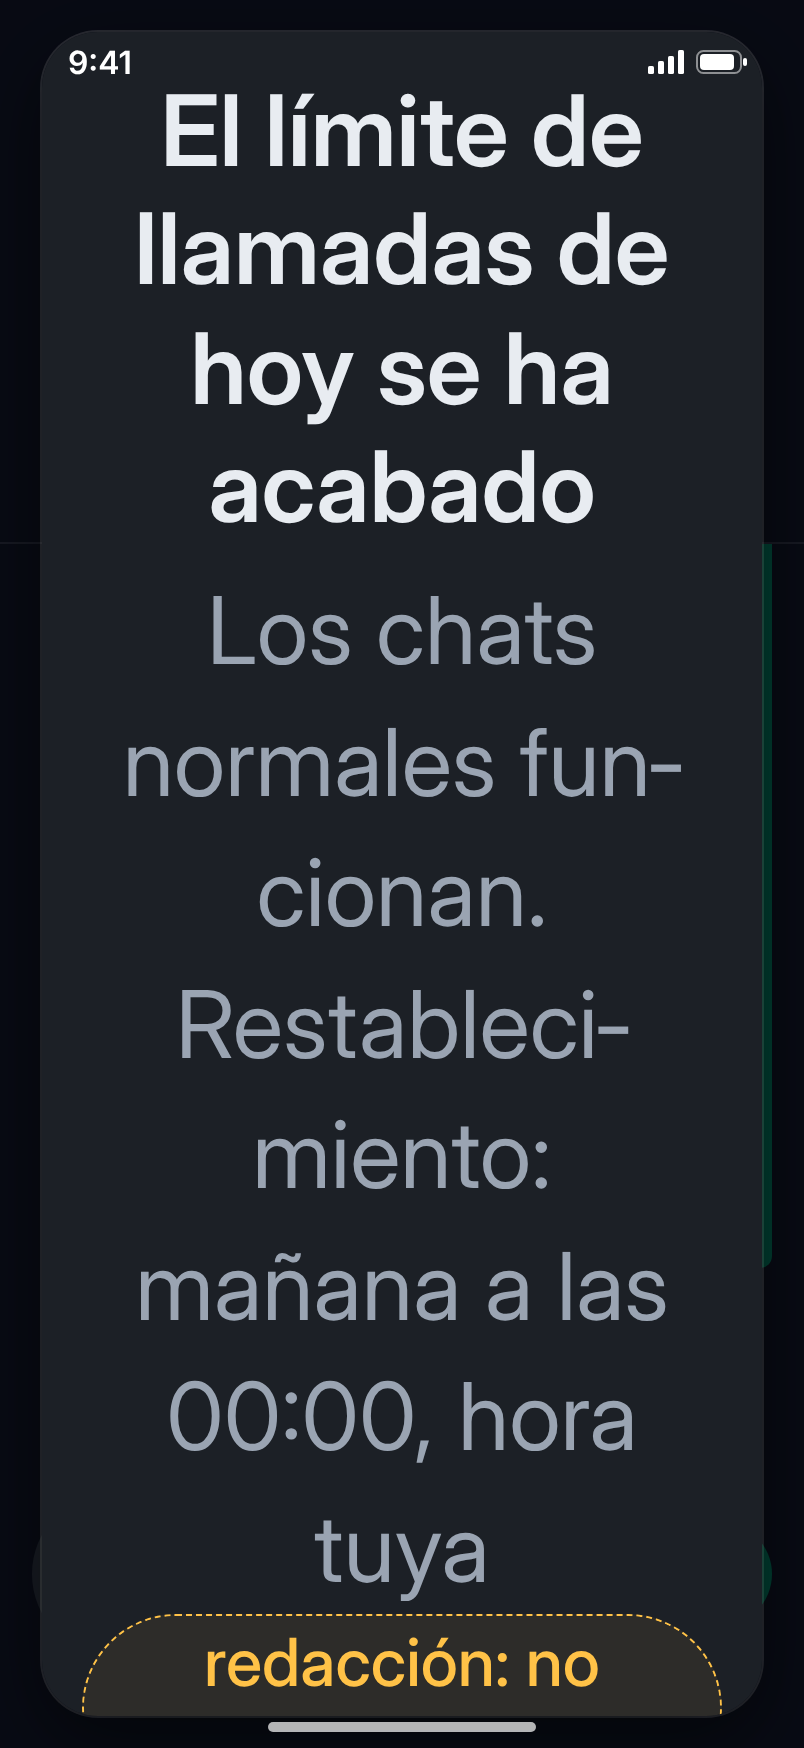 9:41
El límite de
llamadas de
hoy se ha
acabado
Los chats
normales fun-
cionan.
Restableci-
miento:
mañana a las
00:00, hora
tuya
redacción: no